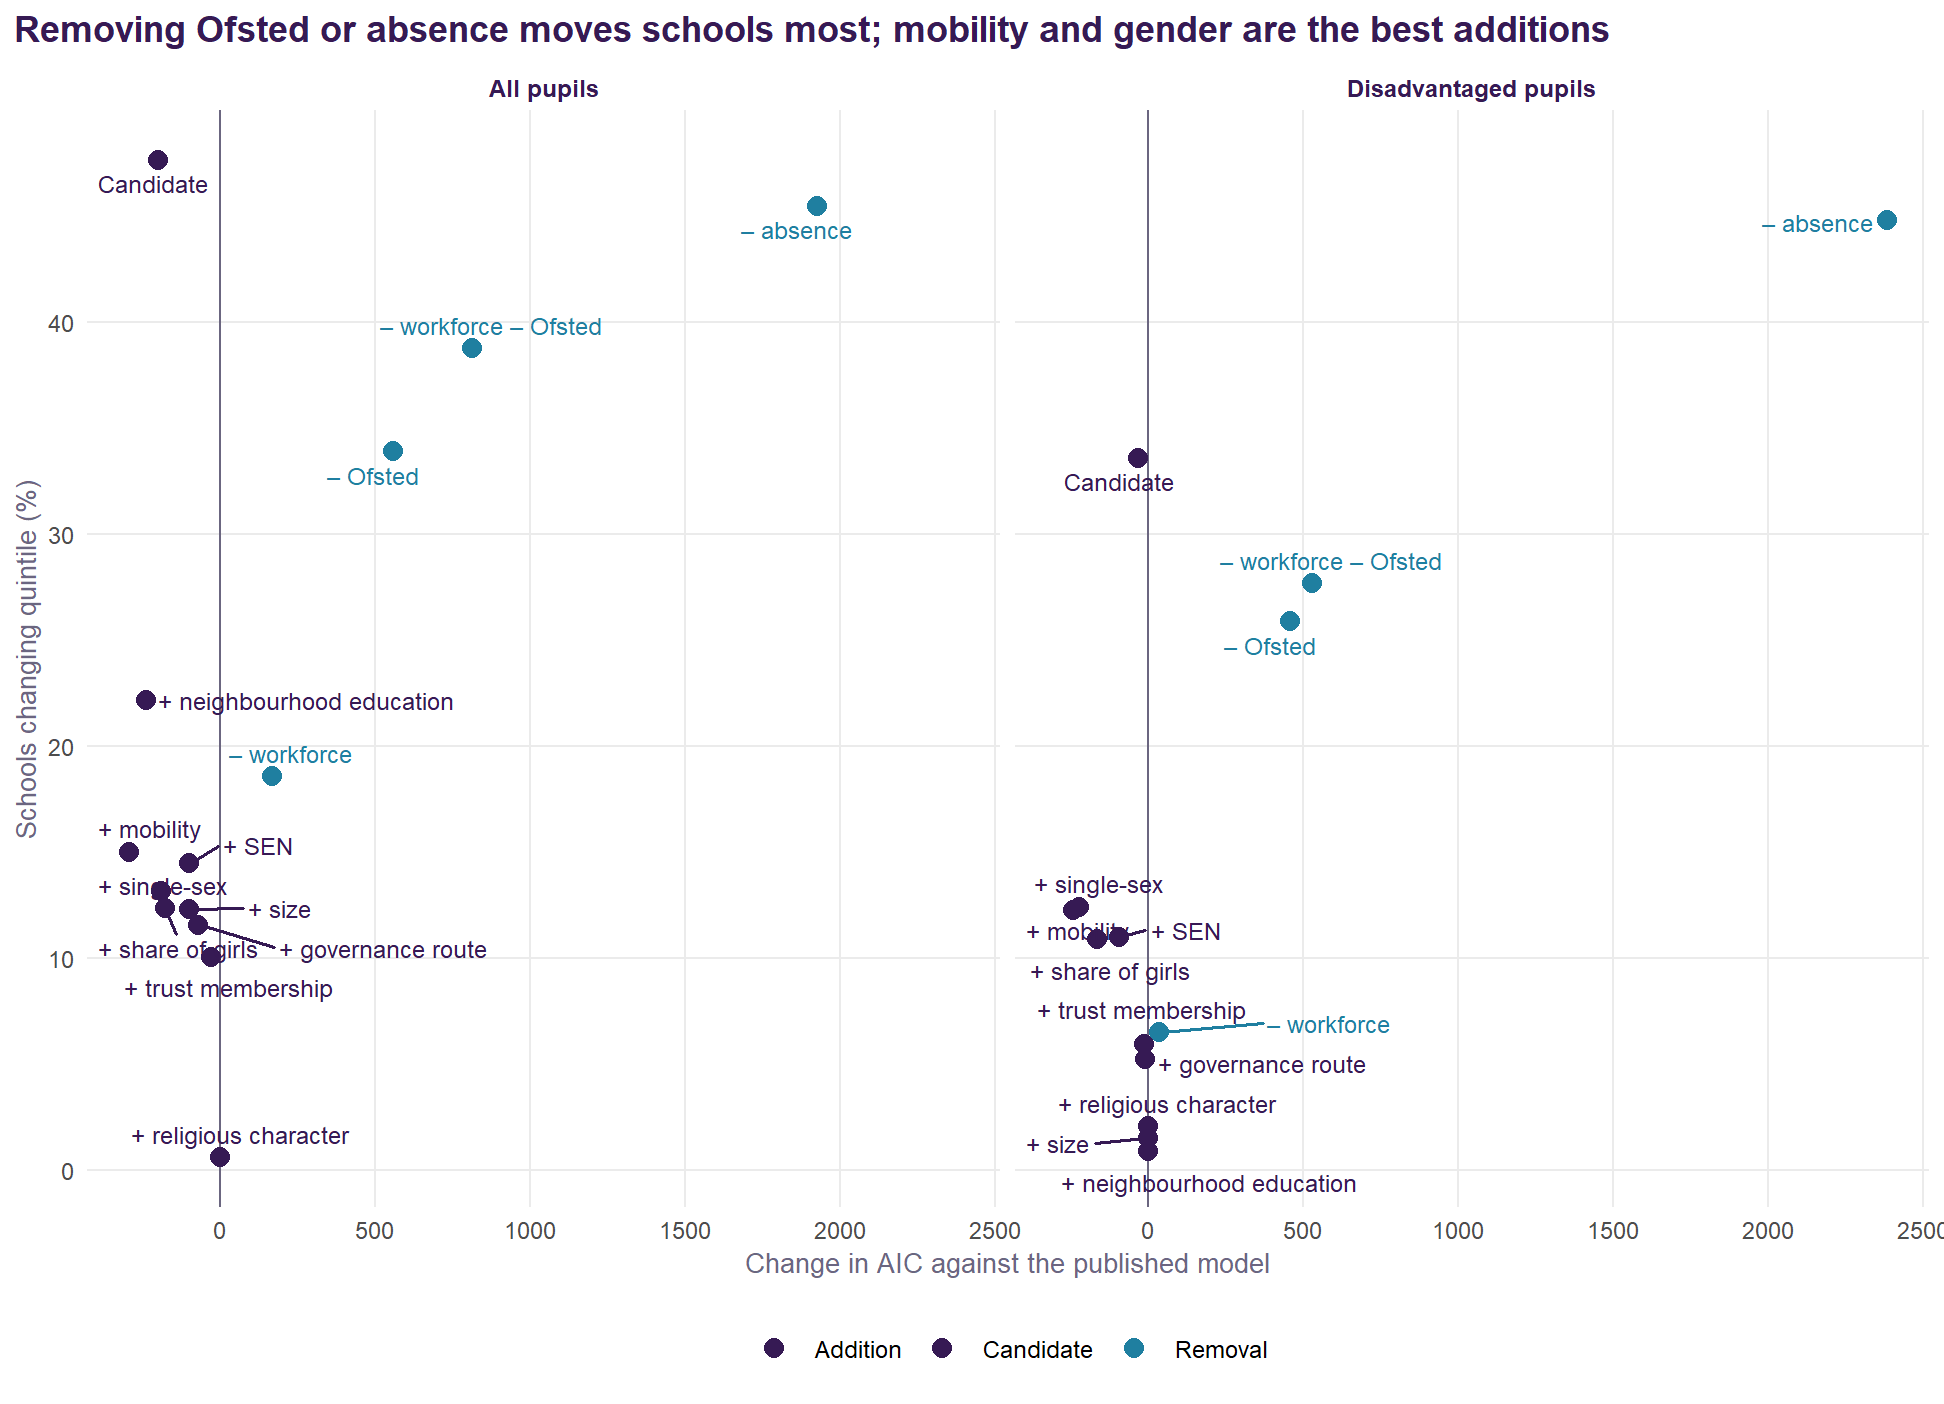 Removing Ofsted or absence moves schools most; mobility and gender are the best additions
All pupils
Disadvantaged pupils
Schools changing quintile (%)
40
30
20
10
0
Candidate
– absence
– workforce – Ofsted
– Ofsted
+ neighbourhood education
– workforce
+ mobility
+ SEN
+ single-sex
+ size
+ share of girls
+ governance route
+ trust membership
+ religious character
– absence
Candidate
– workforce – Ofsted
– Ofsted
+ single-sex
+ mobility
+ SEN
+ share of girls
+ trust membership
– workforce
+ governance route
+ religious character
+ size
+ neighbourhood education
0 500 1000 1500 2000 2500
0 500 1000 1500 2000 2500
Change in AIC against the published model
Addition Candidate Removal